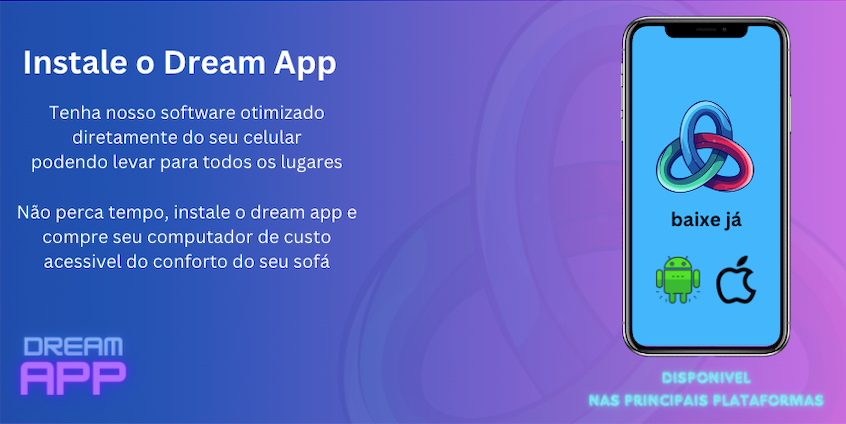 Instale o Dream App
Tenha nosso software otimizado
diretamente do seu celular
podendo levar para todos os lugares
Não perca tempo, instale o dream app e
compre seu computador de custo
acessivel do conforto do seu sofá
DREAM
APP
baixe já
DISPONIVEL
NAS PRINCIPAIS PLATAFORMAS